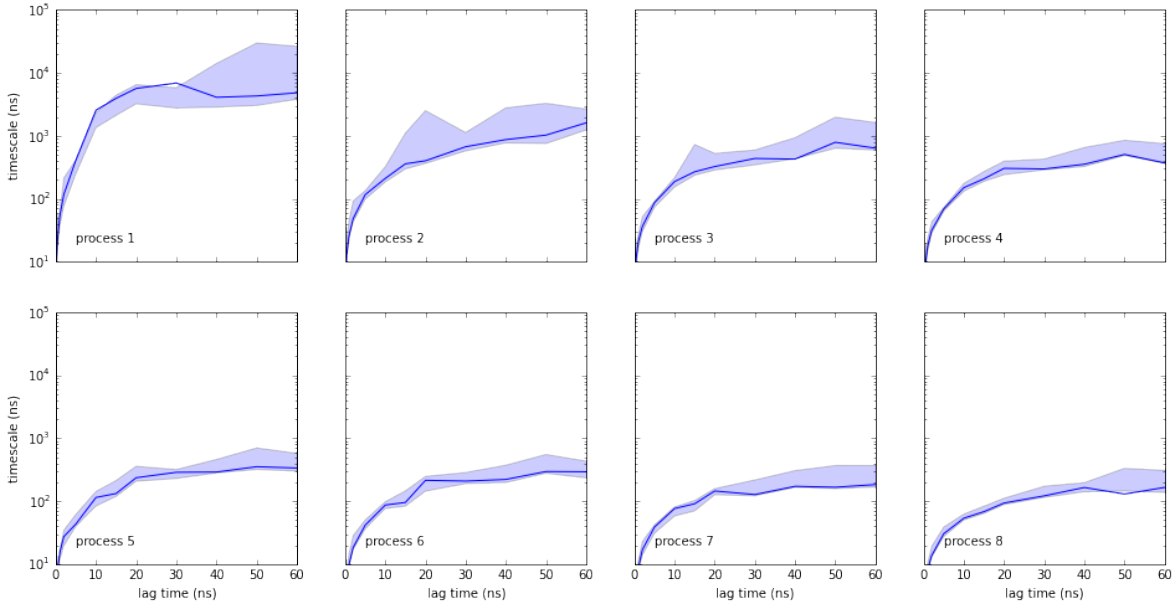 10^5
10^4
10^3
10^2
10^1
timescale (ns)
process 1
process 2
process 3
process 4
10^5
10^4
10^3
10^2
10^1
timescale (ns)
process 5
process 6
process 7
process 8
0 10 20 30 40 50 60
0 10 20 30 40 50 60
0 10 20 30 40 50 60
0 10 20 30 40 50 60
lag time (ns)
lag time (ns)
lag time (ns)
lag time (ns)